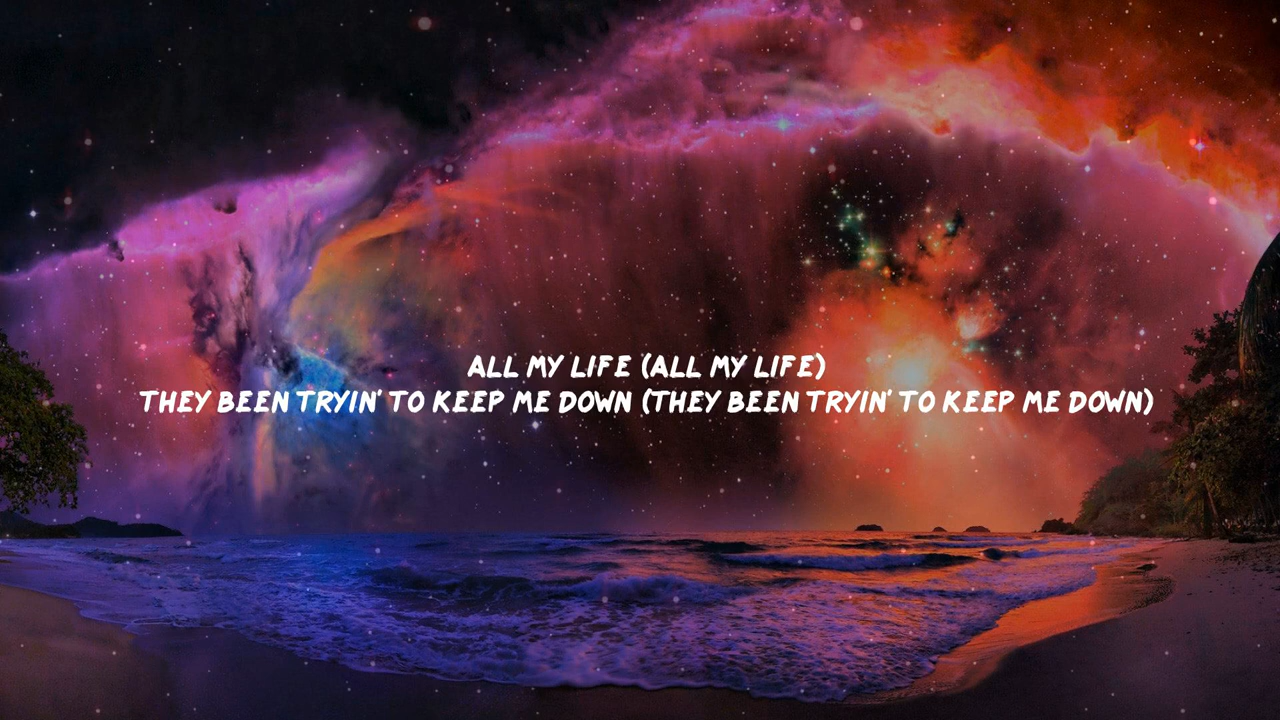 ALL MY LIFE (ALL MY LIFE)
THEY BEEN TRYIN' TO KEEP ME DOWN (THEY BEEN TRYIN' TO KEEP ME DOWN)